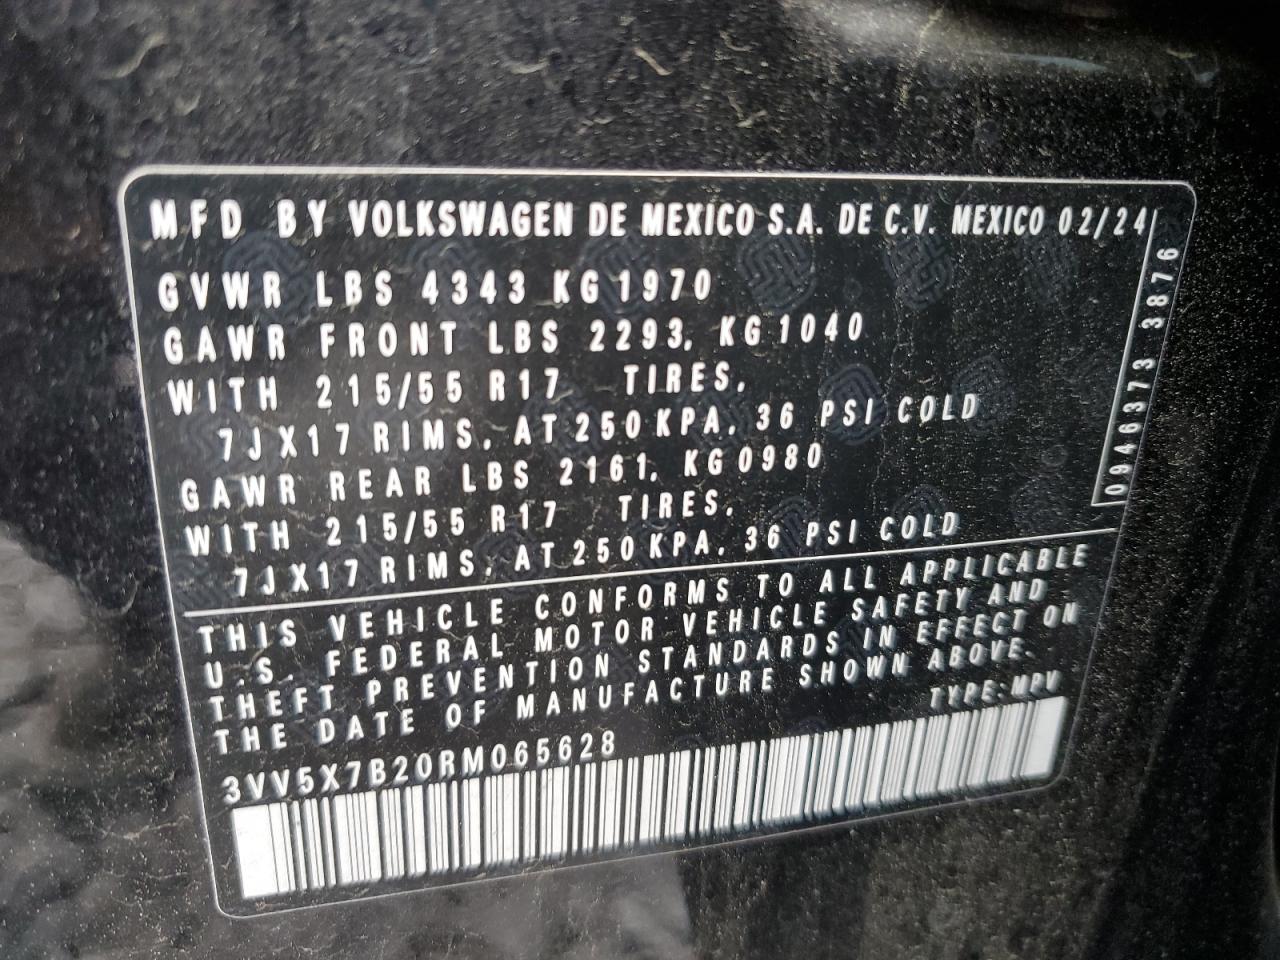 MFD BY VOLKSWAGEN DE MEXICO S.A. DE C.V. MEXICO 02/24
GVWR LBS 4343 KG 1970
GAWR FRONT LBS 2293, KG 1040
WITH 215/55 R17 TIRES,
7J X17 RIMS, AT 250 KPA, 36 PSI COLD
GAWR REAR LBS 2161, KG 0980
WITH 215/55 R17 TIRES,
7J X17 RIMS, AT 250 KPA, 36 PSI COLD
0946373 3876
THIS VEHICLE CONFORMS TO ALL APPLICABLE
U.S. FEDERAL MOTOR VEHICLE SAFETY AND
THEFT PREVENTION STANDARDS IN EFFECT ON
THE DATE OF MANUFACTURE SHOWN ABOVE.
TYPE: MPV
3VV5X7B20RM065628